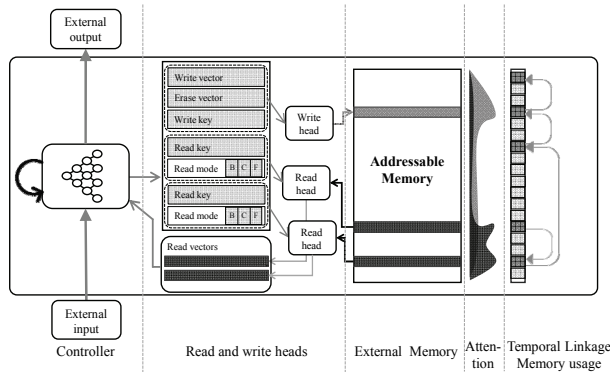 External
output
Write vector
Erase vector
Write key
Write
head
Read key
Read mode
B C F
Read
head
Read key
Read mode
B C F
Read
head
Addressable
Memory
Read vectors
External
input
Controller
Read and write heads
External Memory
Atten-
tion
Temporal Linkage
Memory usage